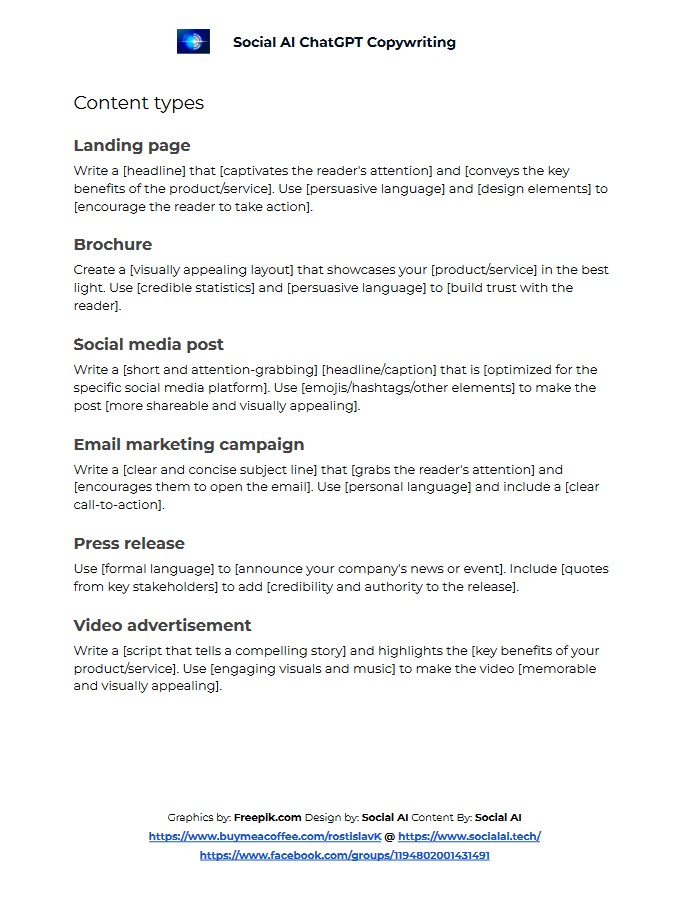 Social AI ChatGPT Copywriting
Content types
Landing page
Write a [headline] that [captivates the reader's attention] and [conveys the key
benefits of the product/service]. Use [persuasive language] and [design elements] to
[encourage the reader to take action].
Brochure
Create a [visually appealing layout] that showcases your [product/service] in the best
light. Use [credible statistics] and [persuasive language] to [build trust with the
reader].
Social media post
Write a [short and attention-grabbing] [headline/caption] that is [optimized for the
specific social media platform]. Use [emojis/hashtags/other elements] to make the
post [more shareable and visually appealing].
Email marketing campaign
Write a [clear and concise subject line] that [grabs the reader's attention] and
[encourages them to open the email]. Use [personal language] and include a [clear
call-to-action].
Press release
Use [formal language] to [announce your company's news or event]. Include [quotes
from key stakeholders] to add [credibility and authority to the release].
Video advertisement
Write a [script that tells a compelling story] and highlights the [key benefits of your
product/service]. Use [engaging visuals and music] to make the video [memorable
and visually appealing].
Graphics by: Freepik.com Design by: Social AI Content By: Social AI
https://www.buymeacoffee.com/rostislavK @ https://www.socialai.tech/
https://www.facebook.com/groups/1194802001431491